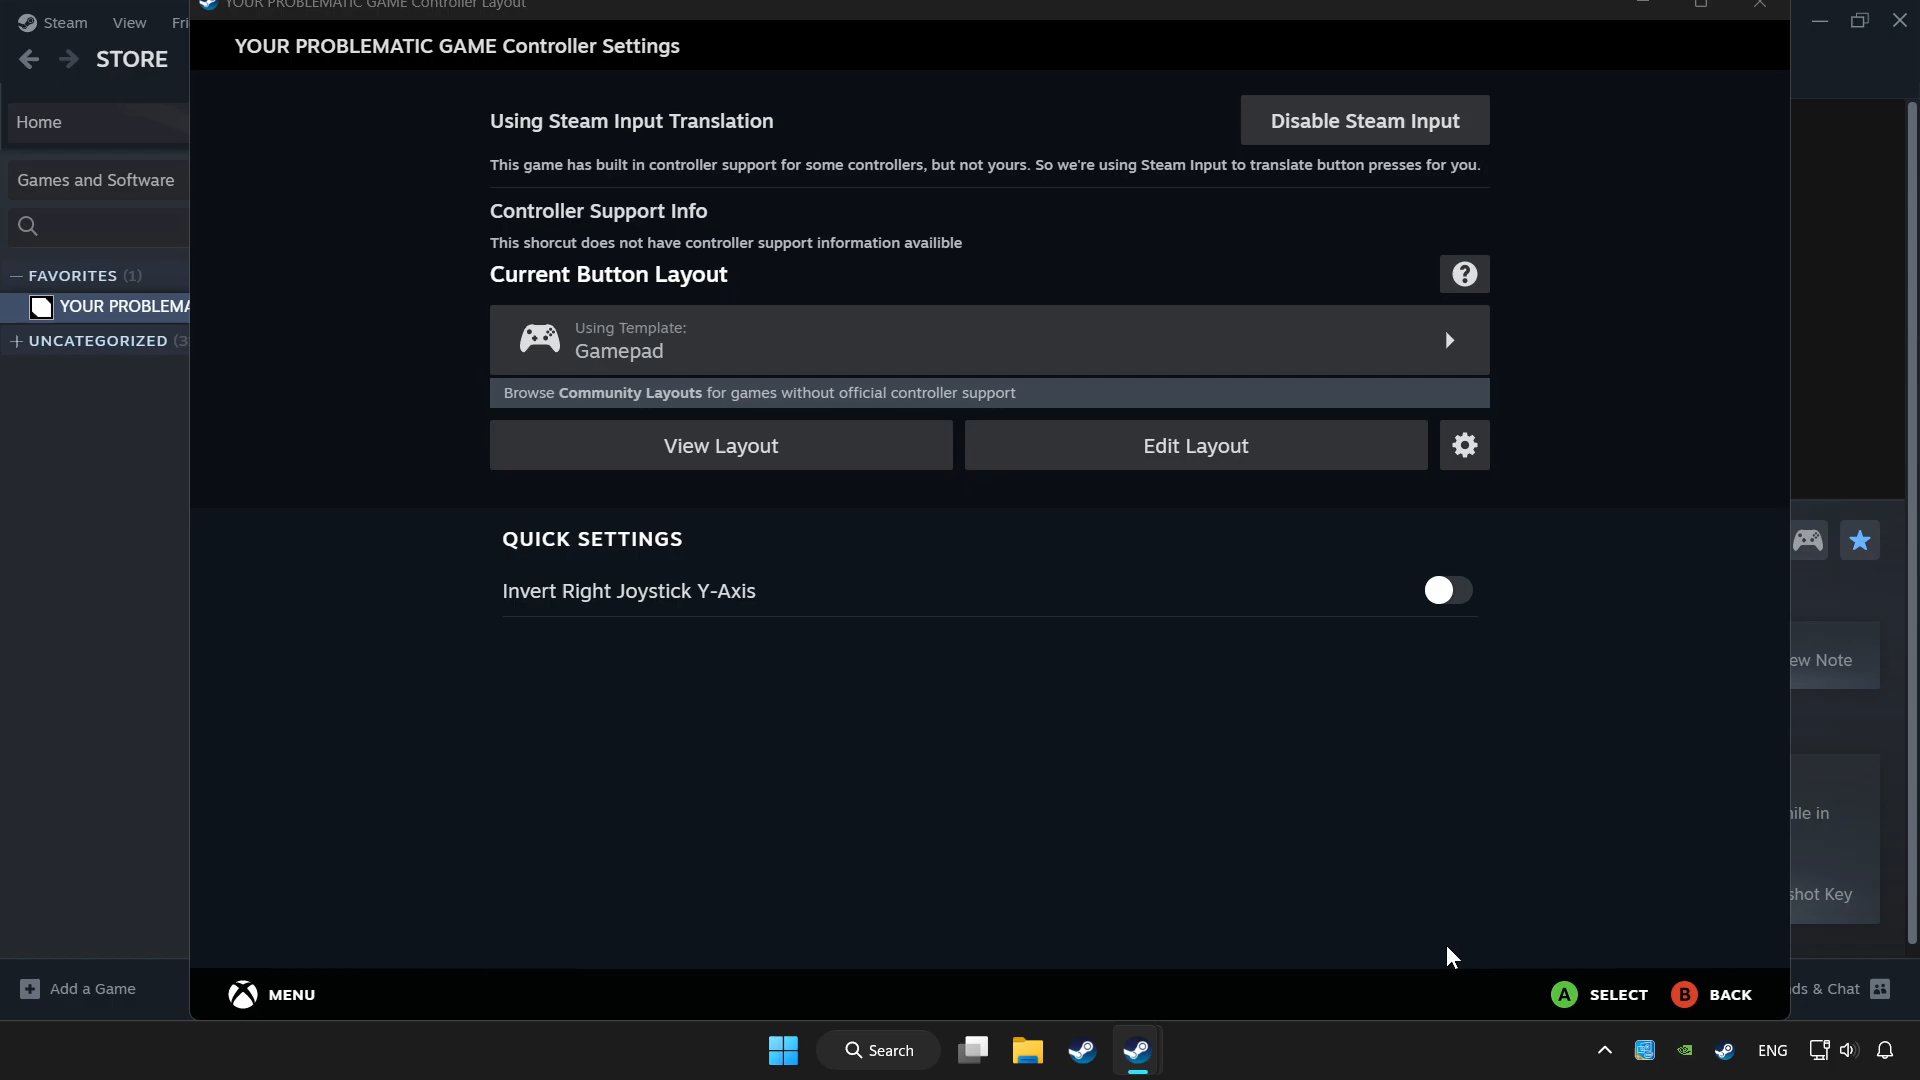 YOUR PROBLEMATIC GAME Controller Layout
Steam View Fri
STORE
YOUR PROBLEMATIC GAME Controller Settings
Home
Games and Software
FAVORITES (1)
YOUR PROBLEMA
UNCATEGORIZED (3
Using Steam Input Translation
Disable Steam Input
This game has built in controller support for some controllers, but not yours. So we're using Steam Input to translate button presses for you.
Controller Support Info
This shorcut does not have controller support information availible
Current Button Layout
Using Template:
Gamepad
Browse Community Layouts for games without official controller support
View Layout
Edit Layout
QUICK SETTINGS
Invert Right Joystick Y-Axis
ew Note
ile in
shot Key
Add a Game
MENU
A SELECT B BACK
ds & Chat
Search
ENG